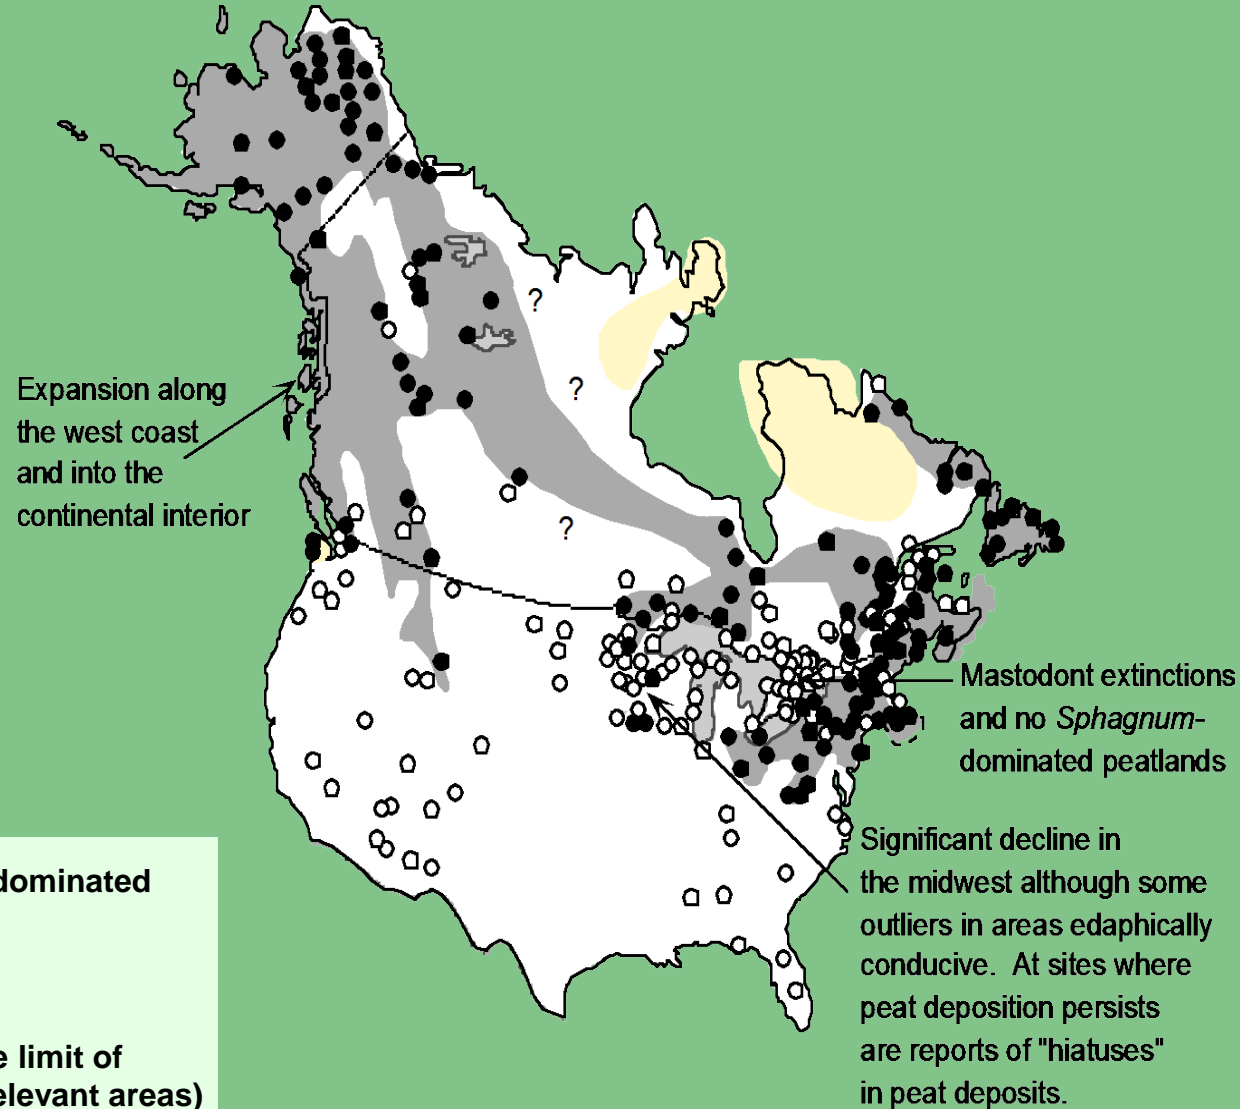 ?
?
Expansion along
the west coast
and into the
continental interior
?
Mastodont extinctions
and no Sphagnum-
dominated peatlands
Significant decline in
the midwest although some
outliers in areas edaphically
conducive. At sites where
peat deposition persists
are reports of "hiatuses"
in peat deposits.
dominated
limit of
elevant areas)